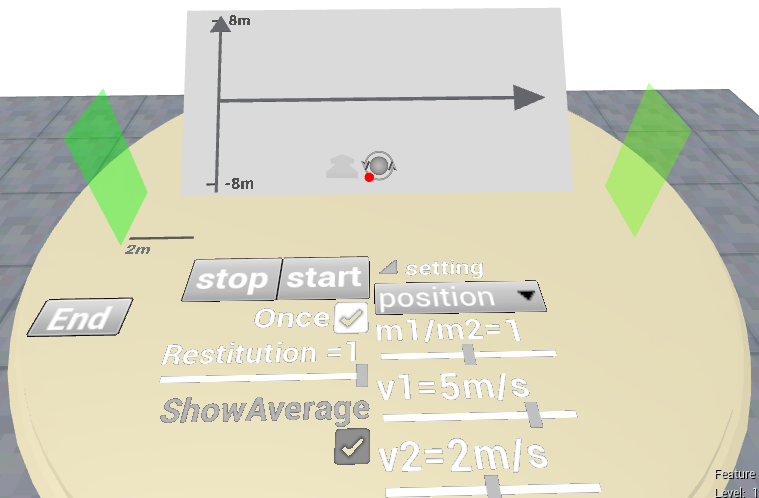 8m
-8m
2m
stop start
setting
position
End
Once
m1/m2=1
Restitution =1
v1=5m/s
ShowAverage
v2=2m/s
Feature
Level: 1